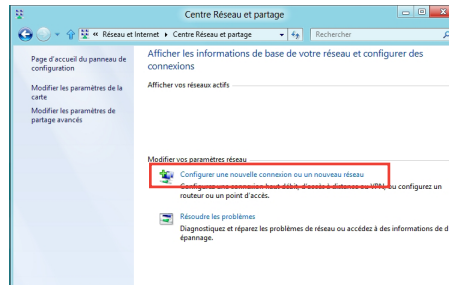 Centre Réseau et partage
« Réseau et Internet ▸ Centre Réseau et partage
Rechercher
Page d'accueil du panneau de
configuration
Modifier les paramètres de la
carte
Modifier les paramètres de
partage avancés
Afficher les informations de base de votre réseau et configurer des
connexions
Afficher vos réseaux actifs
Modifier vos paramètres réseau
Configurer une nouvelle connexion ou un nouveau réseau
Configurez une connexion haut débit, d'accès à distance ou VPN, ou configurez un
routeur ou un point d'accès.
Résoudre les problèmes
Diagnostiquez et réparez les problèmes de réseau ou accédez à des informations de d
épannage.